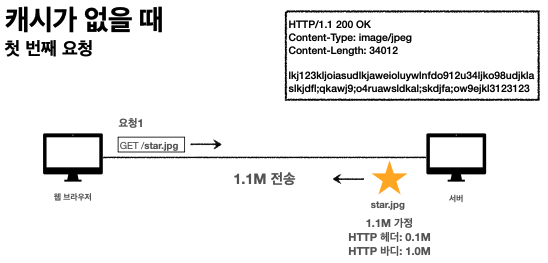 캐시가 없을 때
첫 번째 요청
HTTP/1.1 200 OK
Content-Type: image/jpeg
Content-Length: 34012
lkj123kljoiasudlkjaweioluywlnfdo912u34ljko98udjkla
slkjdfl;qkawj9;o4ruawsldkal;skdjfa;ow9ejkl3123123
요청1
GET /star.jpg
1.1M 전송
웹 브라우저
star.jpg
서버
1.1M 가정
HTTP 헤더: 0.1M
HTTP 바디: 1.0M